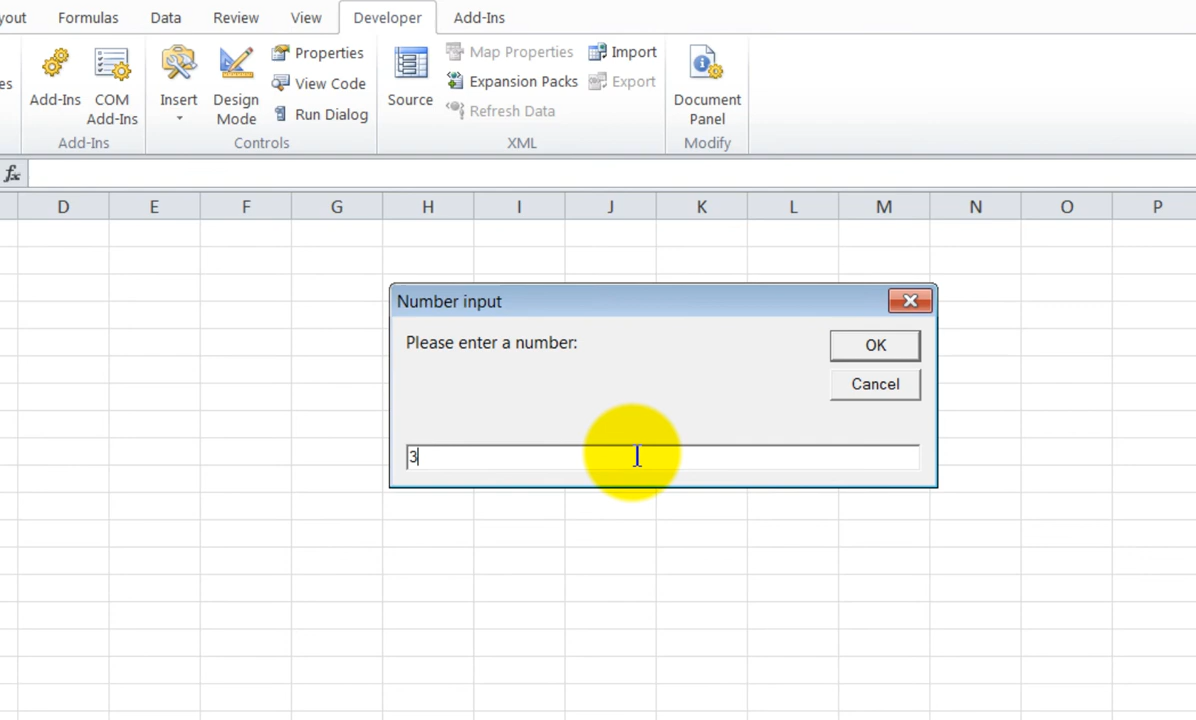 yout Formulas Data Review View Developer Add-Ins
es
Add-Ins
COM
Add-Ins
Add-Ins
Insert
Design
Mode
Properties
View Code
Run Dialog
Controls
Source
Map Properties
Expansion Packs
Refresh Data
Import
Export
XML
Document
Panel
Modify
fx
D E F G H I J K L M N O P
Number input
Please enter a number:
OK
Cancel
3